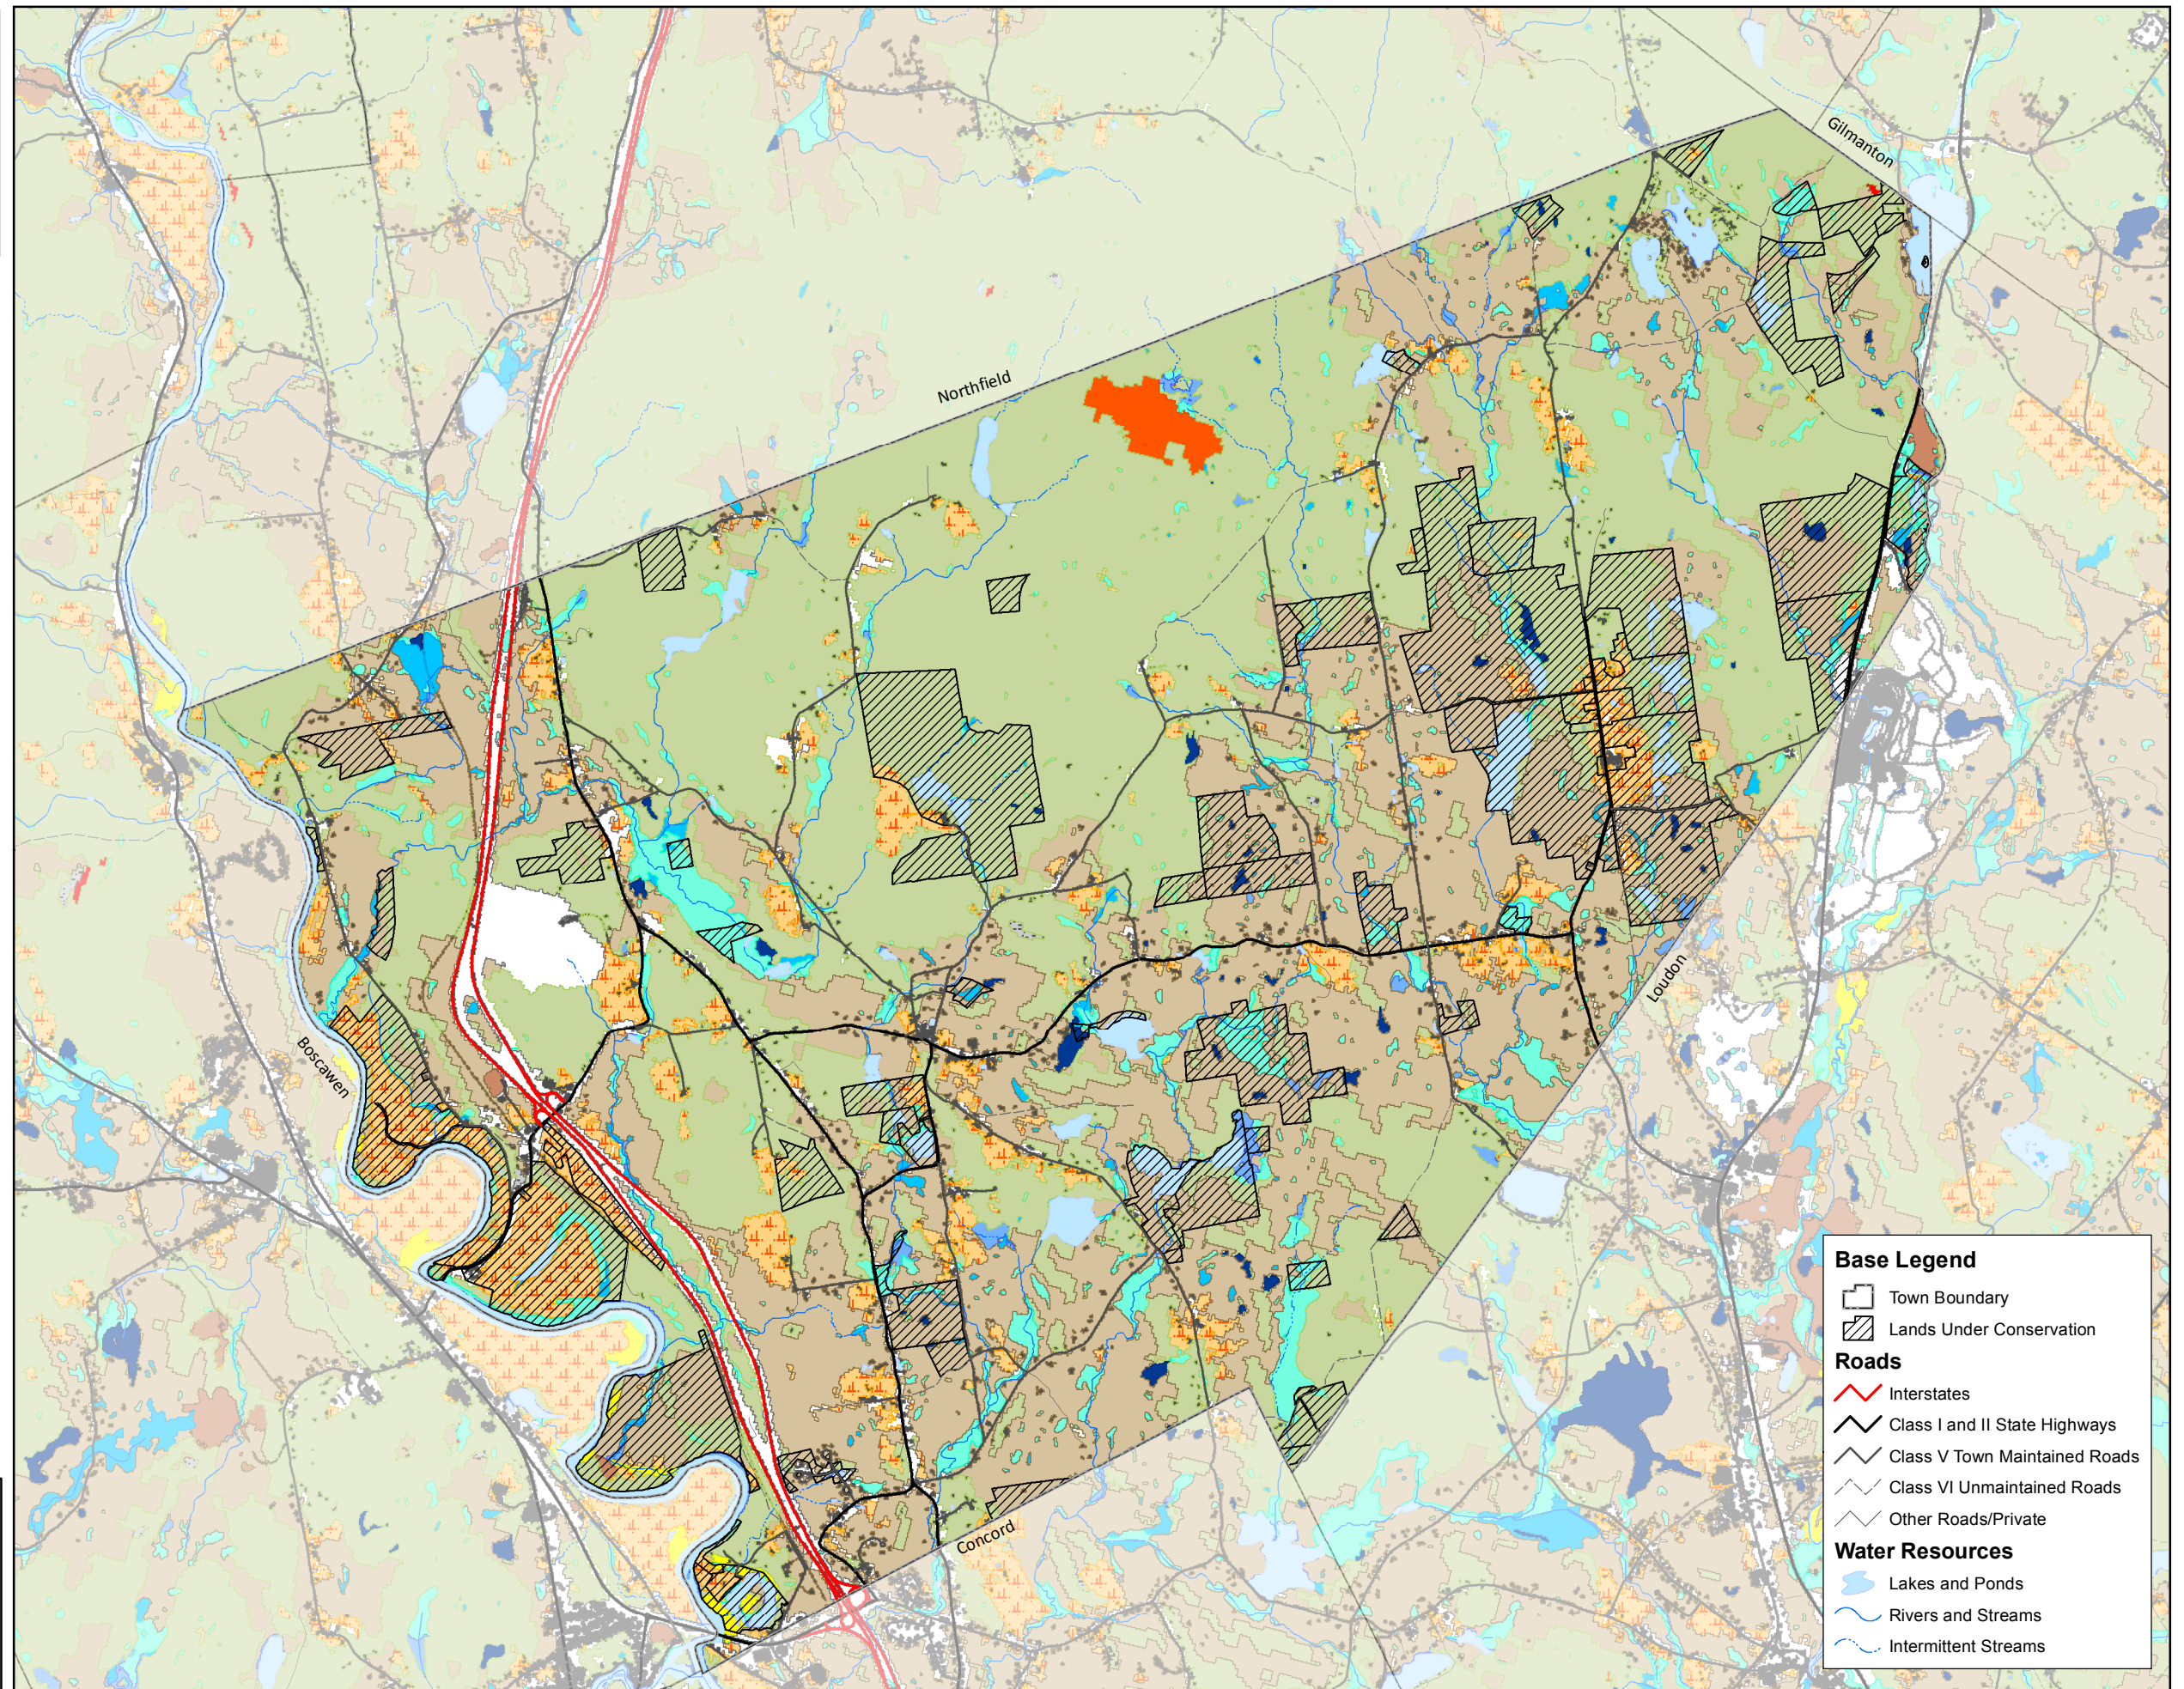 Gilmanton
Northfield
Loudon
Boscawen
Concord
Base Legend
Town Boundary
Lands Under Conservation
Roads
Interstates
Class I and II State Highways
Class V Town Maintained Roads
Class VI Unmaintained Roads
Other Roads/Private
Water Resources
Lakes and Ponds
Rivers and Streams
Intermittent Streams